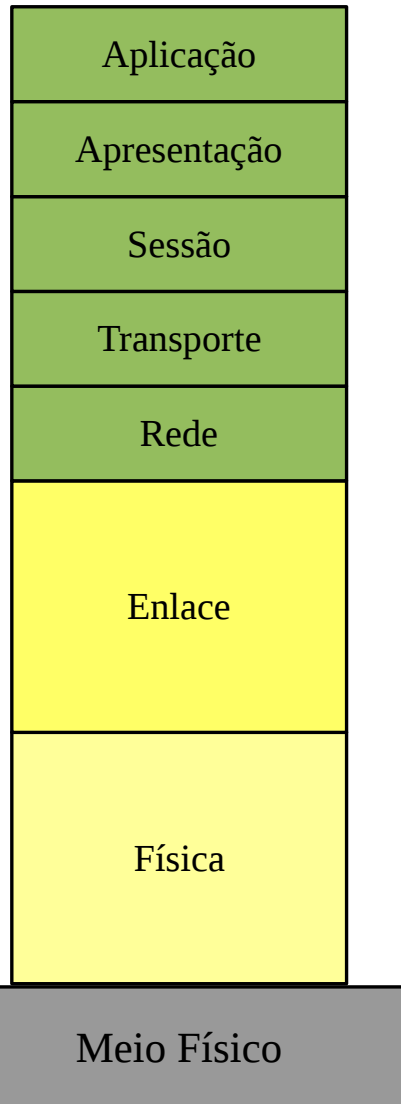 Aplicação
Apresentação
Sessão
Transporte
Rede
Enlace
Física
Meio Físico